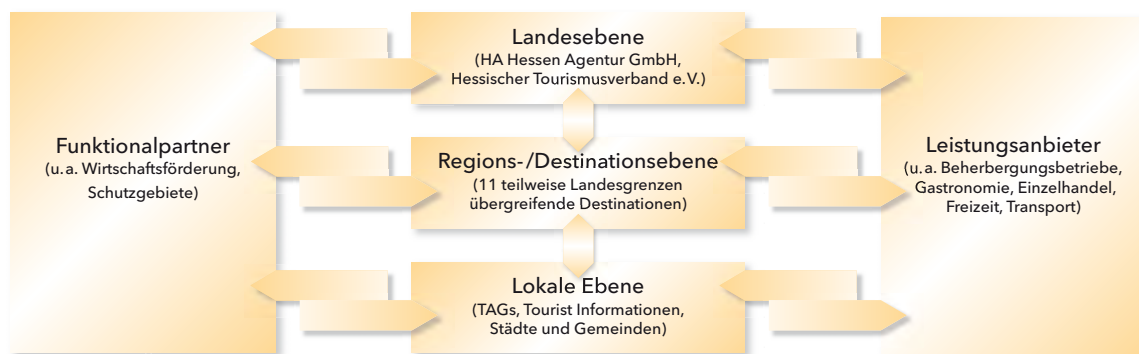 Funktionalpartner
(u. a. Wirtschaftsförderung,
Schutzgebiete)
Landesebene
(HA Hessen Agentur GmbH,
Hessischer Tourismusverband e. V.)
Regions-/Destinationsebene
(11 teilweise Landesgrenzen
übergreifende Destinationen)
Lokale Ebene
(TAGs, Tourist Informationen,
Städte und Gemeinden)
Leistungsanbieter
(u. a. Beherbergungsbetriebe,
Gastronomie, Einzelhandel,
Freizeit, Transport)